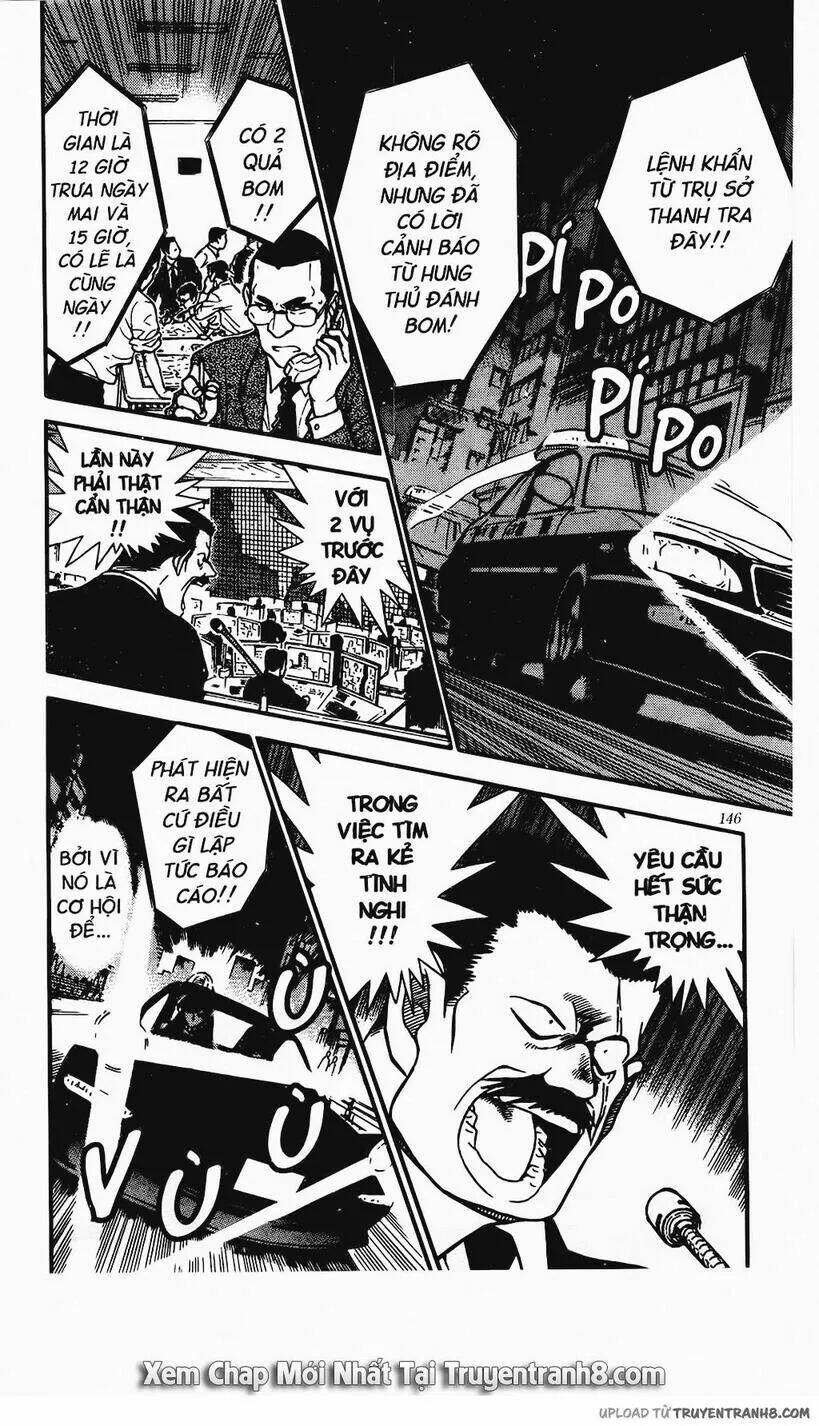 LỆNH KHẨN
TỪ TRỤ SỞ
THANH TRA
ĐÂY!!
KHÔNG RÕ
ĐỊA ĐIỂM,
NHƯNG ĐÃ
CÓ LỜI
CẢNH BÁO
TỪ HUNG
THỦ ĐÁNH
BOM!
PÍ
PO
PÍ
PO
CÓ 2
QUẢ
BOM
!!
THỜI
GIAN LÀ
12 GIỜ
TRƯA NGÀY
MAI VÀ
15 GIỜ,
CÓ LẼ LÀ
CÙNG
NGÀY
!!
VỚI
2 VỤ
TRƯỚC
ĐÂY
LẦN NÀY
PHẢI THẬT
CẨN THẬN
!!
146
YÊU CẦU
HẾT SỨC
THẬN
TRỌNG...
TRONG
VIỆC TÌM
RA KẺ
TÌNH
NGHI
!!!
PHÁT HIỆN
RA BẤT
CỨ ĐIỀU
GÌ LẬP
TỨC BÁO
CÁO!!
BỞI VÌ
NÓ LÀ
CƠ HỘI
ĐỂ...
VÙ
Ù
Ù
Xem Chap Mới Nhất Tại Truyentranh8.com
UPLOAD TỪ TRUYENTRANH8.COM